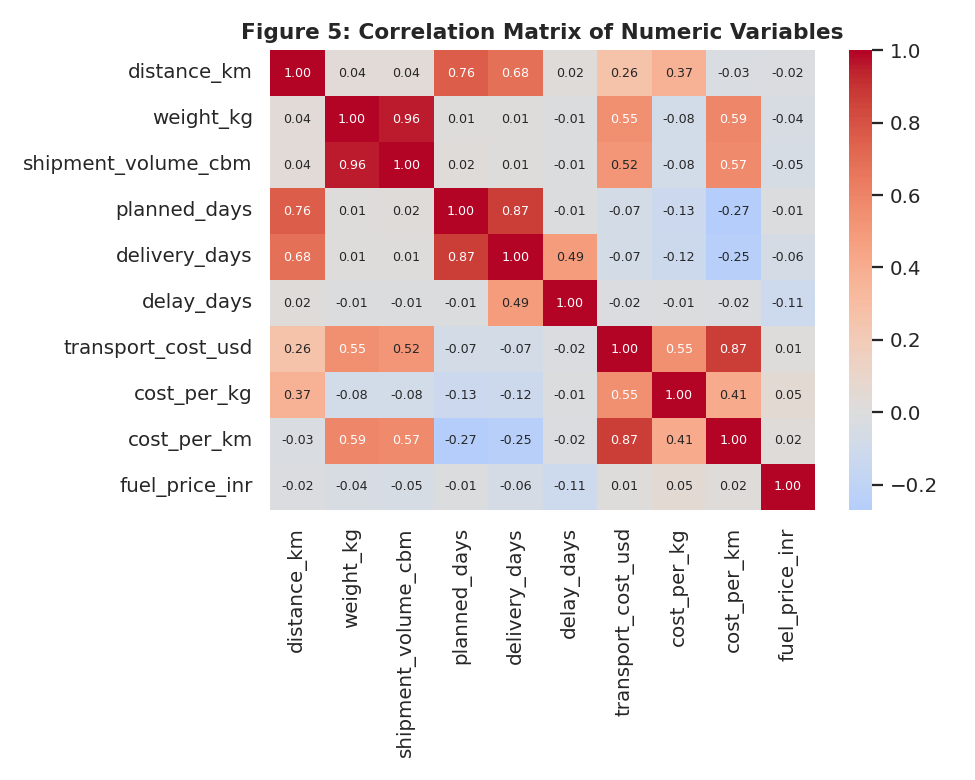 Figure 5: Correlation Matrix of Numeric Variables
distance_km 1.00 0.04 0.04 0.76 0.68 0.02 0.26 0.37 -0.03 -0.02
weight_kg 0.04 1.00 0.96 0.01 0.01 -0.01 0.55 -0.08 0.59 -0.04
shipment_volume_cbm 0.04 0.96 1.00 0.02 0.01 -0.01 0.52 -0.08 0.57 -0.05
planned_days 0.76 0.01 0.02 1.00 0.87 -0.01 -0.07 -0.13 -0.27 -0.01
delivery_days 0.68 0.01 0.01 0.87 1.00 0.49 -0.07 -0.12 -0.25 -0.06
delay_days 0.02 -0.01 -0.01 -0.01 0.49 1.00 -0.02 -0.01 -0.02 -0.11
transport_cost_usd 0.26 0.55 0.52 -0.07 -0.07 -0.02 1.00 0.55 0.87 0.01
cost_per_kg 0.37 -0.08 -0.08 -0.13 -0.12 -0.01 0.55 1.00 0.41 0.05
cost_per_km -0.03 0.59 0.57 -0.27 -0.25 -0.02 0.87 0.41 1.00 0.02
fuel_price_inr -0.02 -0.04 -0.05 -0.01 -0.06 -0.11 0.01 0.05 0.02 1.00
distance_km
weight_kg
shipment_volume_cbm
planned_days
delivery_days
delay_days
transport_cost_usd
cost_per_kg
cost_per_km
fuel_price_inr
1.0
0.8
0.6
0.4
0.2
0.0
−0.2